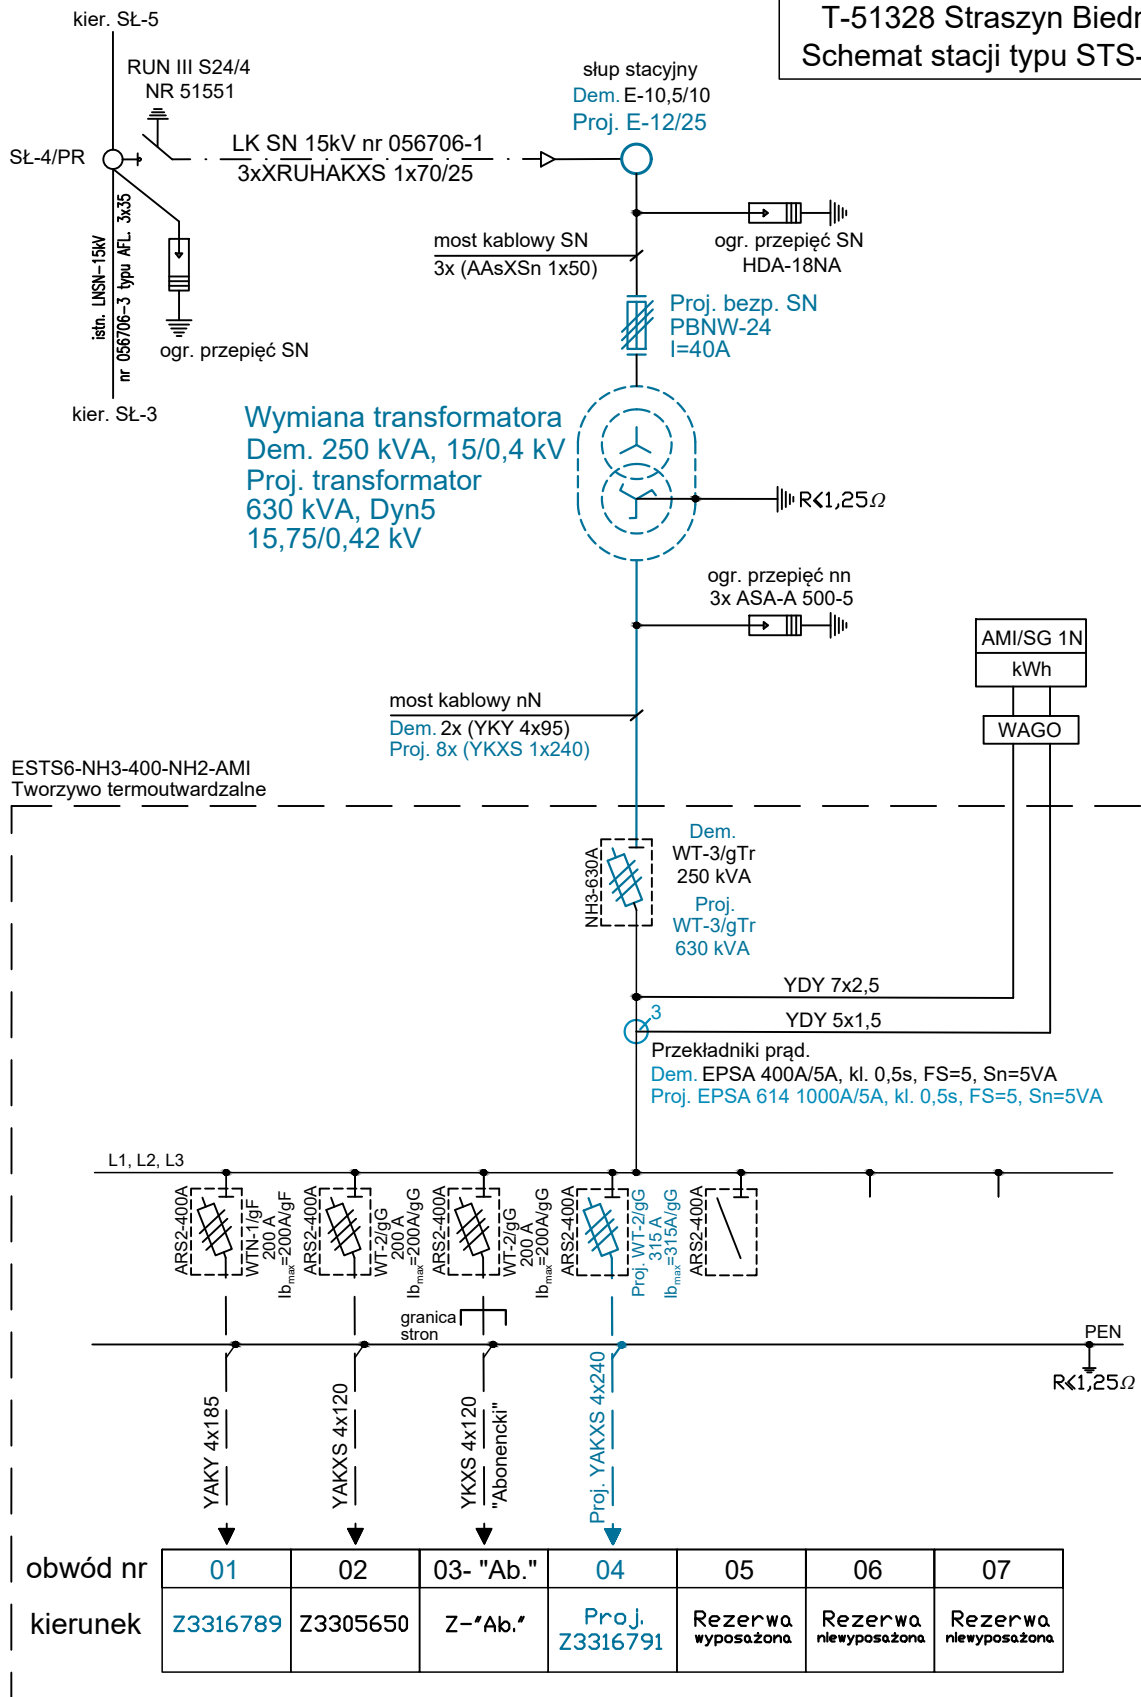 kier. SŁ-5
T-51328 Straszyn Biedr
Schemat stacji typu STS-
RUN III S24/4
NR 51551
słup stacyjny
Dem. E-10,5/10
Proj. E-12/25
SŁ-4/PR
LK SN 15kV nr 056706-1
3xXRUHAKXS 1x70/25
istn. LNSN-15kV
nr 056706-3 typu AFL 3x35
ogr. przepięć SN
kier. SŁ-3
most kablowy SN
3x (AAsXSn 1x50)
ogr. przepięć SN
HDA-18NA
Proj. bezp. SN
PBNW-24
I=40A
Wymiana transformatora
Dem. 250 kVA, 15/0,4 kV
Proj. transformator
630 kVA, Dyn5
15,75/0,42 kV
R<1,25Ω
ogr. przepięć nn
3x ASA-A 500-5
AMI/SG 1N
kWh
WAGO
most kablowy nN
Dem. 2x (YKY 4x95)
Proj. 8x (YKXS 1x240)
ESTS6-NH3-400-NH2-AMI
Tworzywo termoutwardzalne
NH3-630A
Dem.
WT-3/gTr
250 kVA
Proj.
WT-3/gTr
630 kVA
YDY 7x2,5
3
YDY 5x1,5
Przekładniki prąd.
Dem. EPSA 400A/5A, kl. 0,5s, FS=5, Sn=5VA
Proj. EPSA 614 1000A/5A, kl. 0,5s, FS=5, Sn=5VA
L1, L2, L3
ARS2-400A
WTN-1/gF
200 A
Ibmax=200A/gF
ARS2-400A
WT-2/gG
200 A
Ibmax=200A/gG
ARS2-400A
WT-2/gG
200 A
Ibmax=200A/gG
ARS2-400A
Proj. WT-2/gG
315 A
Ibmax=315A/gG
ARS2-400A
granica
stron
PEN
R<1,25Ω
YAKY 4x185
YAKXS 4x120
YKXS 4x120
"Abonencki"
Proj. YAKXS 4x240
obwód nr 01 02 03- "Ab." 04 05 06 07
kierunek Z3316789 Z3305650 Z-"Ab." Proj. Z3316791 Rezerwa wyposażona Rezerwa niewyposażona Rezerwa niewyposażona